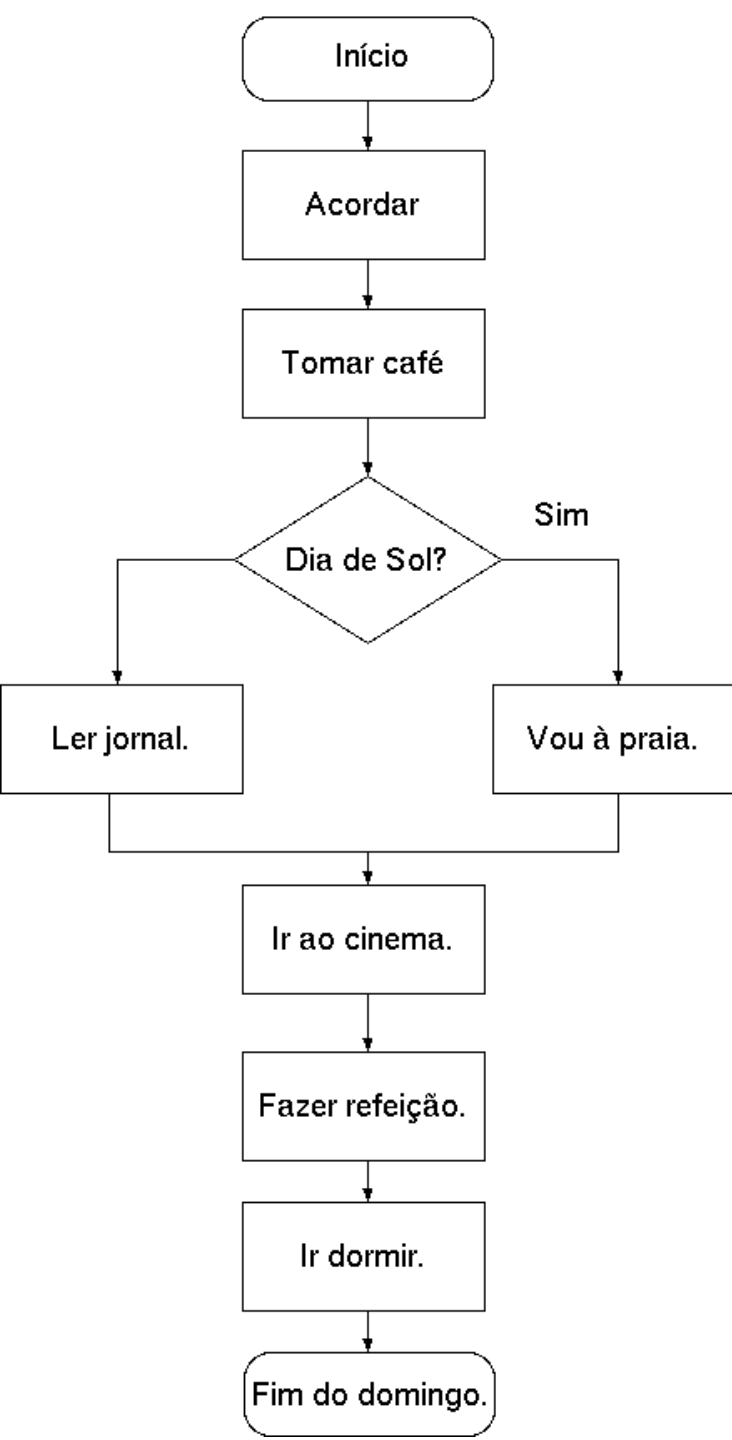 Início
Acordar
Tomar café
Sim
Dia de Sol?
Ler jornal.
Vou à praia.
Ir ao cinema.
Fazer refeição.
Ir dormir.
Fim do domingo.